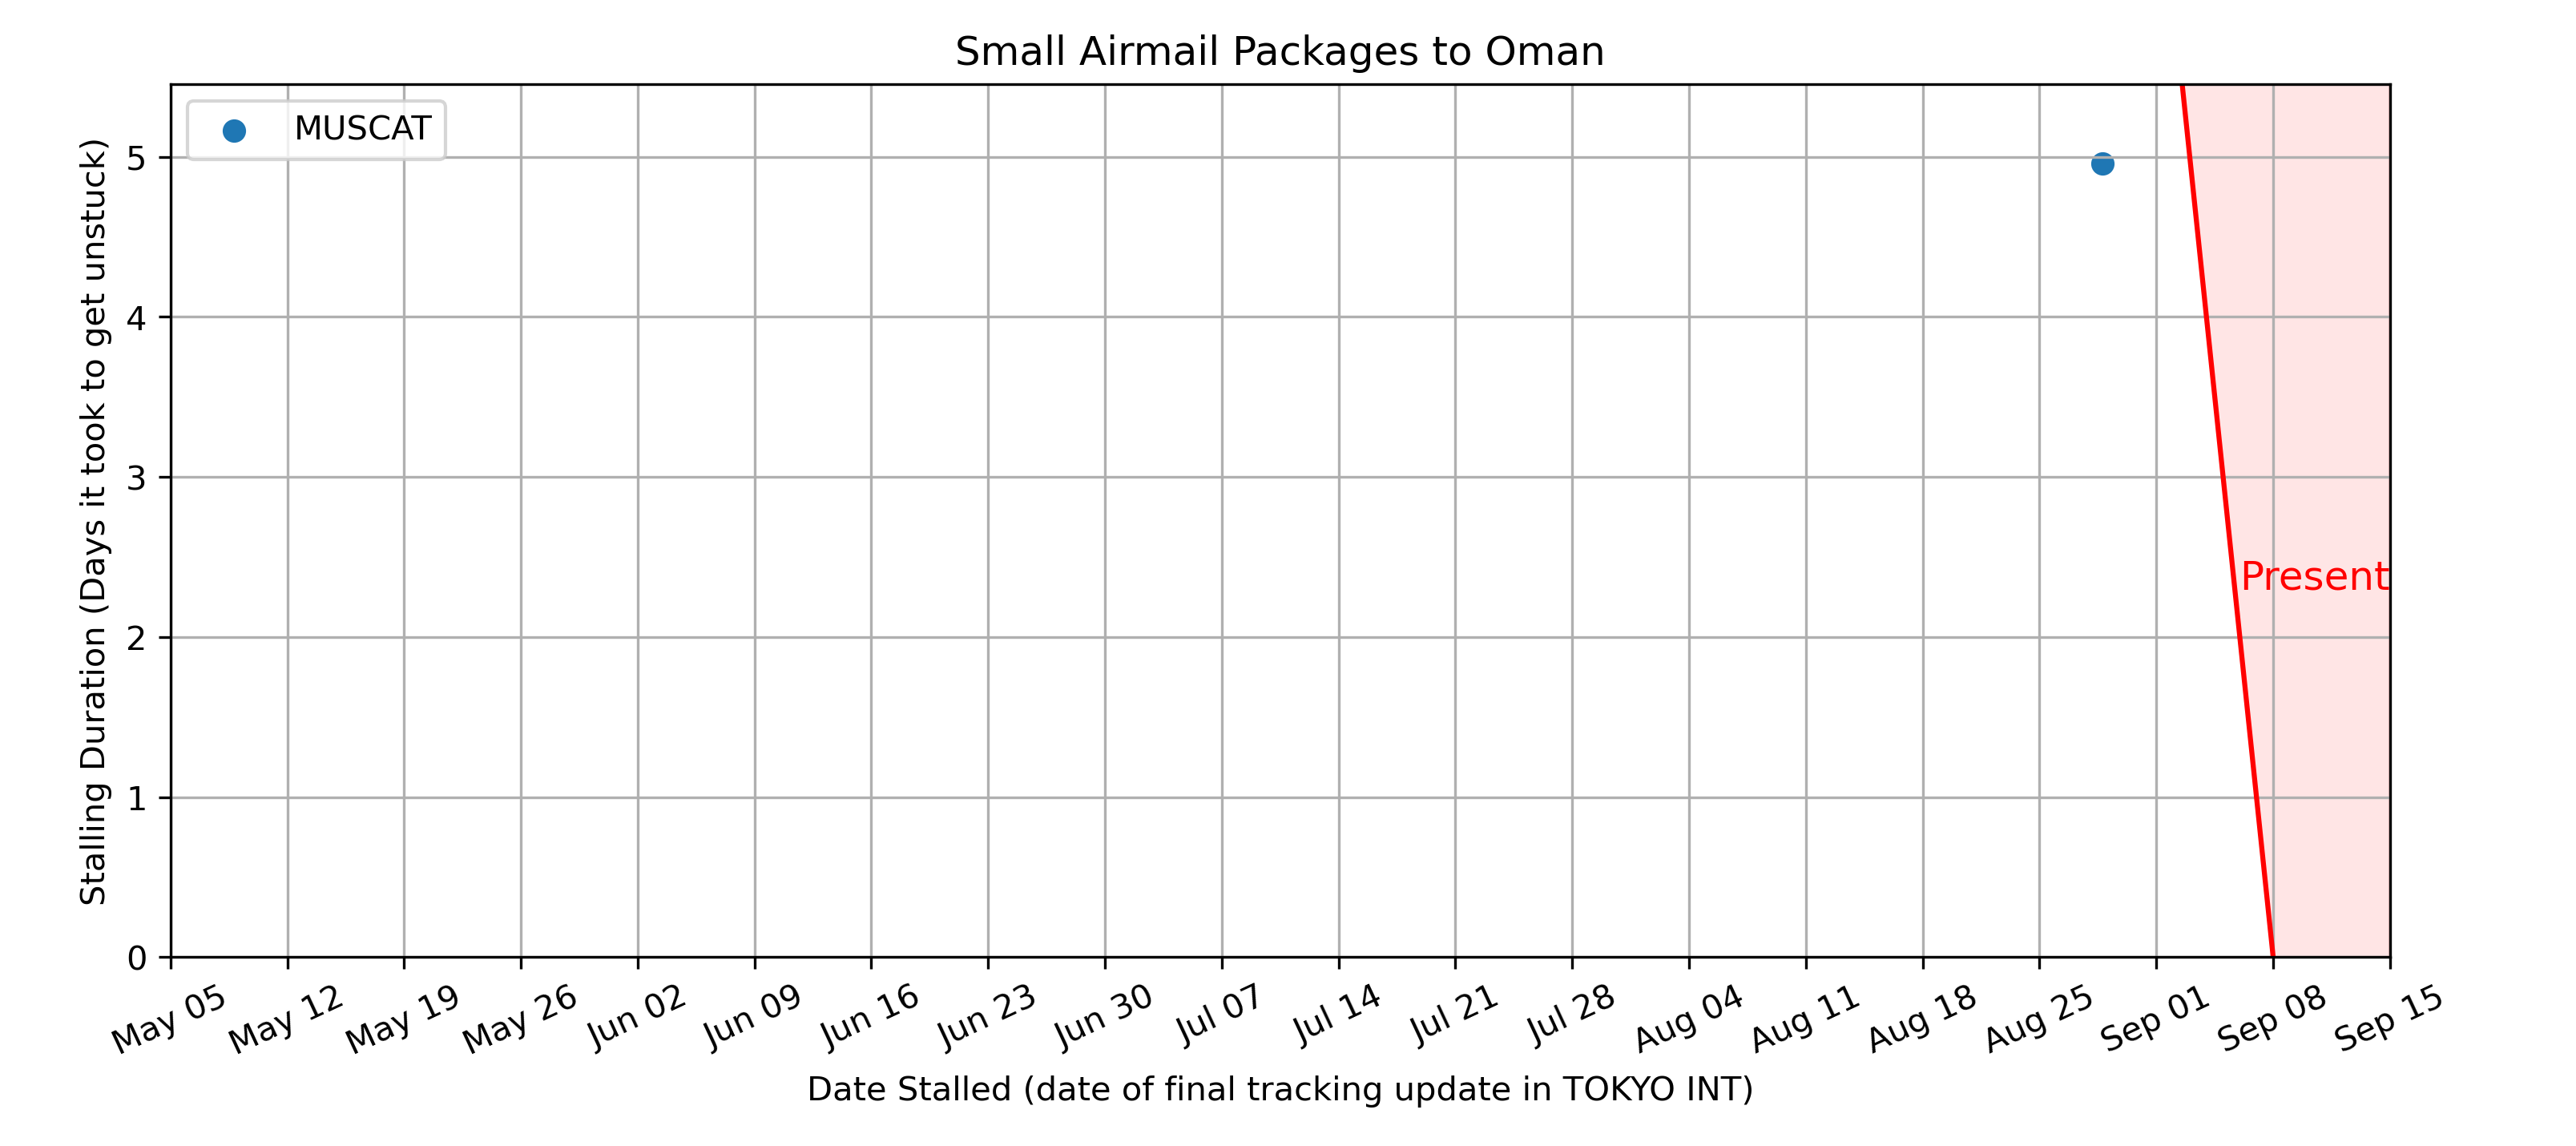 Small Airmail Packages to Oman
MUSCAT
Stalling Duration (Days it took to get unstuck)
5
4
3
2
1
0
Present
May 05 May 12 May 19 May 26 Jun 02 Jun 09 Jun 16 Jun 23 Jun 30 Jul 07 Jul 14 Jul 21 Jul 28 Aug 04 Aug 11 Aug 18 Aug 25 Sep 01 Sep 08 Sep 15
Date Stalled (date of final tracking update in TOKYO INT)